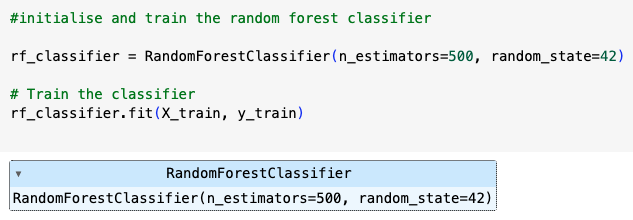 #initialise and train the random forest classifier
rf_classifier = RandomForestClassifier(n_estimators=500, random_state=42)
# Train the classifier
rf_classifier.fit(X_train, y_train)
▼ RandomForestClassifier
RandomForestClassifier(n_estimators=500, random_state=42)